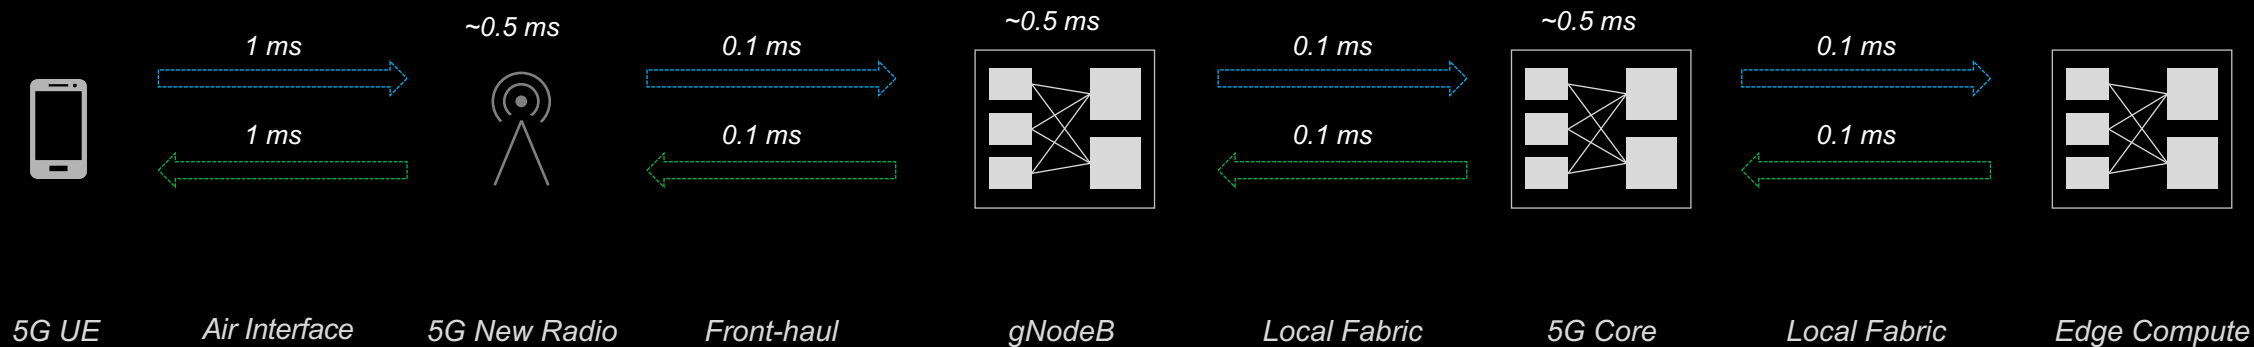 ~0.5 ms
~0.5 ms
~0.5 ms
1 ms
0.1 ms
0.1 ms
0.1 ms
1 ms
0.1 ms
0.1 ms
0.1 ms
5G UE
Air Interface
5G New Radio
Front-haul
gNodeB
Local Fabric
5G Core
Local Fabric
Edge Compute